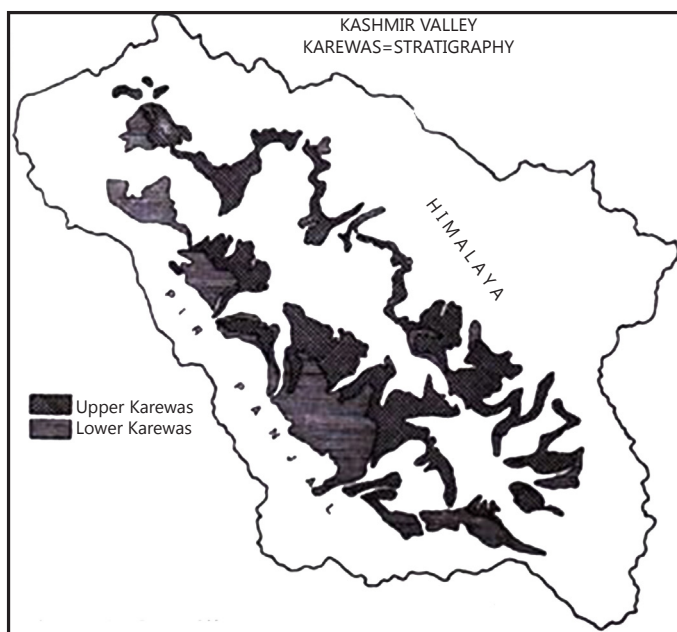 KASHMIR VALLEY
KAREWAS=STRATIGRAPHY
HIMALAYA
PIR PANJAL
Upper Karewas
Lower Karewas